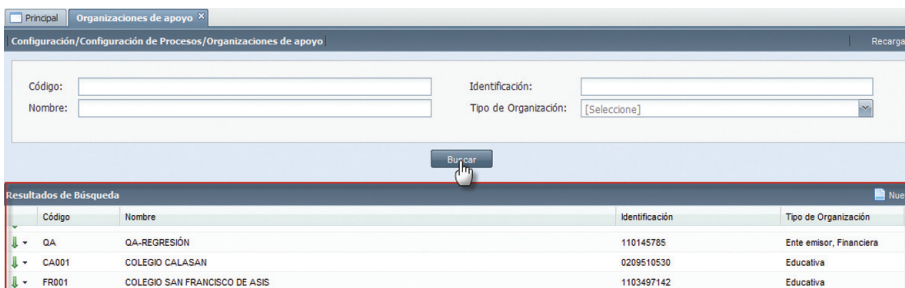 Principal Organizaciones de apoyo ×
Configuración/Configuración de Procesos/Organizaciones de apoyo Recarga
Código: Identificación:
Nombre: Tipo de Organización: [Seleccione]
Buscar
Resultados de Búsqueda Nue
Código Nombre Identificación Tipo de Organización
QA QA-REGRESIÓN 110145785 Ente emisor, Financiera
CA001 COLEGIO CALASAN 0209510530 Educativa
FR001 COLEGIO SAN FRANCISCO DE ASIS 1103497142 Educativa